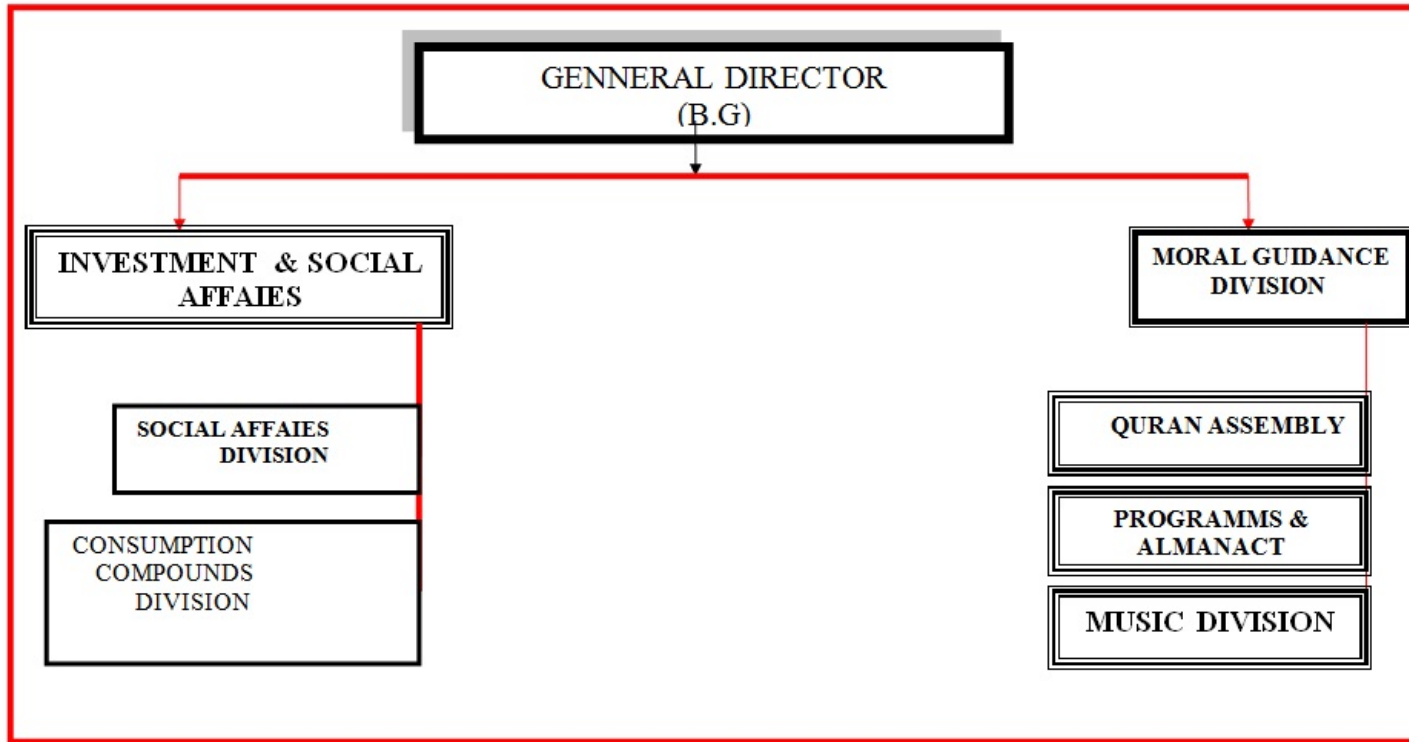 GENNERAL DIRECTOR
(B.G)
INVESTMENT & SOCIAL
AFFAIES
MORAL GUIDANCE
DIVISION
SOCIAL AFFAIES
DIVISION
CONSUMPTION
COMPOUNDS
DIVISION
QURAN ASSEMBLY
PROGRAMMS &
ALMANACT
MUSIC DIVISION